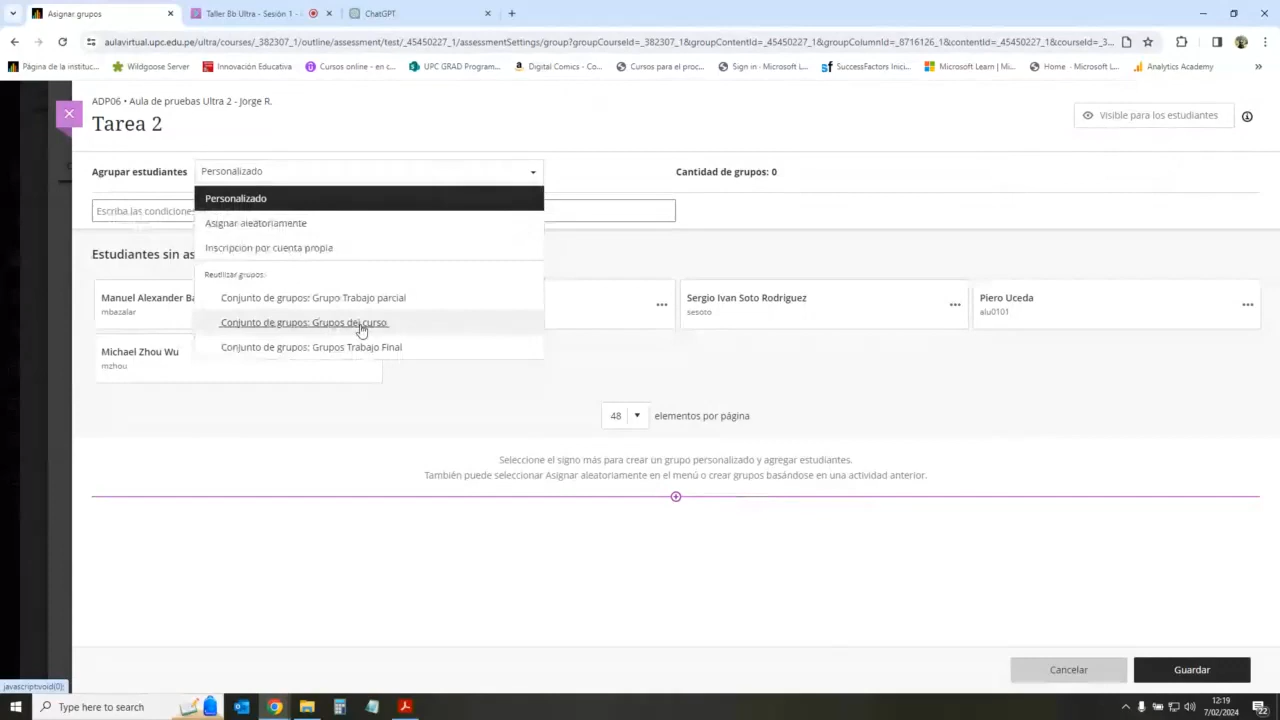 Asignar grupos
Taller Bb Ultra - Sesión 1 -
ChatGPT
aulavirtual.upc.edu.pe/ultra/courses/_382307_1/outline/assessment/test/_45450227_1/assessmentSettings/group?groupCourseId=_382307_1&groupContentId=_45450227_1&groupColumnId=_8716126_1&contentId=_45450227_1&courseId=_3...
Página de la instituc...
Wildgoose Server
Innovación Educativa
Cursos online - en c...
UPC GRAD Program...
Digital Comics - Co...
Cursos para el proc...
Sign in - Microsoft L...
SuccessFactors Inici...
Microsoft Learn | Mi...
Home - Microsoft L...
Analytics Academy
»
ADP06 • Aula de pruebas Ultra 2 - Jorge R.
Tarea 2
Visible para los estudiantes
Agrupar estudiantes
Personalizado
Cantidad de grupos: 0
Personalizado
Escriba las condiciones
Asignar aleatoriamente
Inscripción por cuenta propia
Estudiantes sin as
Reutilizar grupos:
Manuel Alexander Ba
mbazalar
Conjunto de grupos: Grupo Trabajo parcial
Sergio Ivan Soto Rodriguez
sesoto
Piero Uceda
alu0101
Conjunto de grupos: Grupos del curso
Conjunto de grupos: Grupos Trabajo Final
Michael Zhou Wu
mzhou
48
elementos por página
Seleccione el signo más para crear un grupo personalizado y agregar estudiantes.
También puede seleccionar Asignar aleatoriamente en el menú o crear grupos basándose en una actividad anterior.
Cancelar
Guardar
javascript:void(0);
Type here to search
12:19
7/02/2024
22